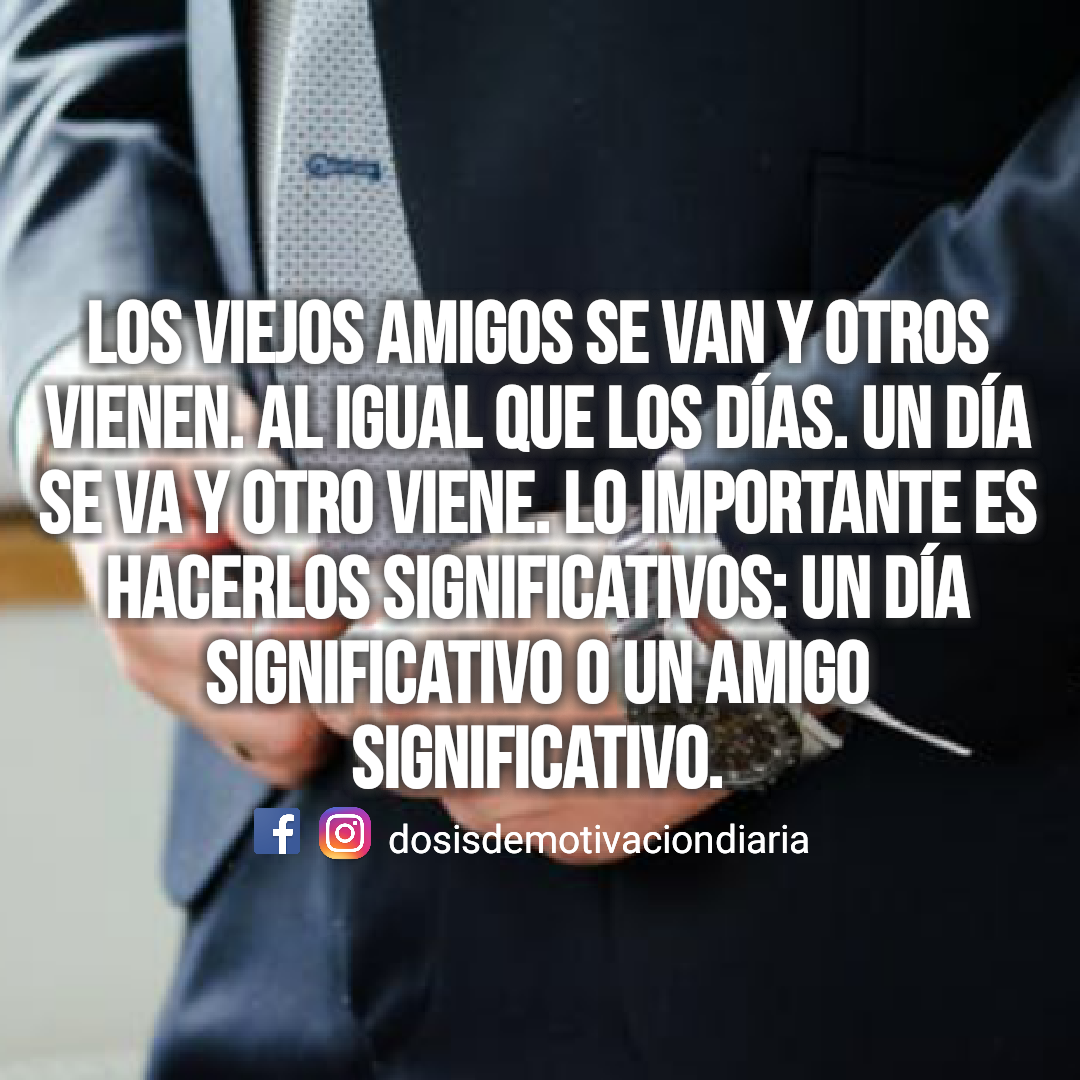 LOS VIEJOS AMIGOS SE VAN Y OTROS
VIENEN. AL IGUAL QUE LOS DÍAS. UN DÍA
SE VA Y OTRO VIENE. LO IMPORTANTE ES
HACERLOS SIGNIFICATIVOS: UN DÍA
SIGNIFICATIVO O UN AMIGO
SIGNIFICATIVO.
dosisdemotivaciondiaria